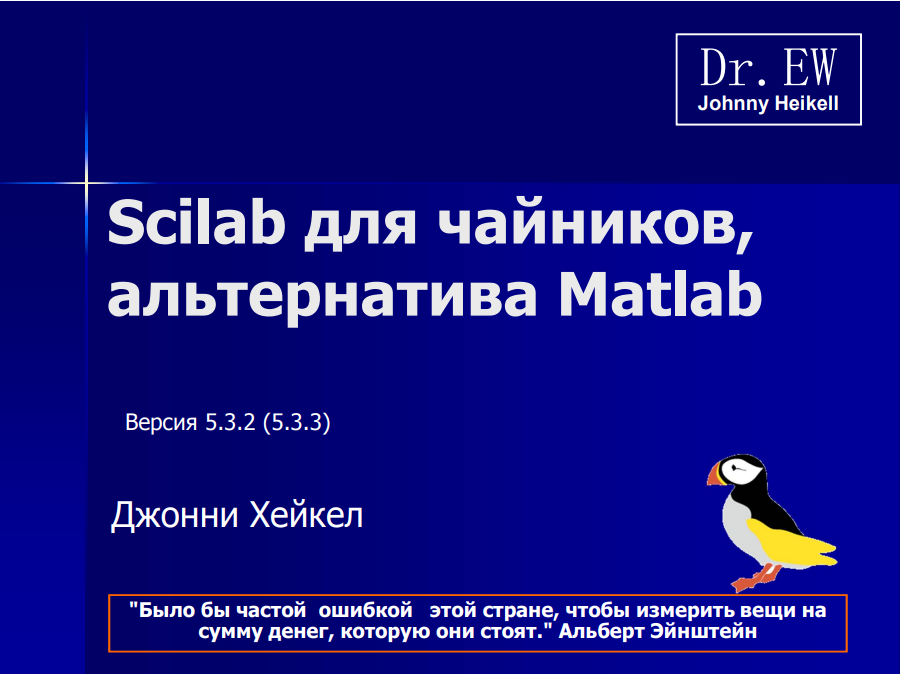 Dr.EW
Johnny Heikell
Scilab для чайников,
альтернатива Matlab
Версия 5.3.2 (5.3.3)
Джонни Хейкел
"Было бы частой ошибкой этой стране, чтобы измерить вещи на
сумму денег, которую они стоят." Альберт Эйнштейн